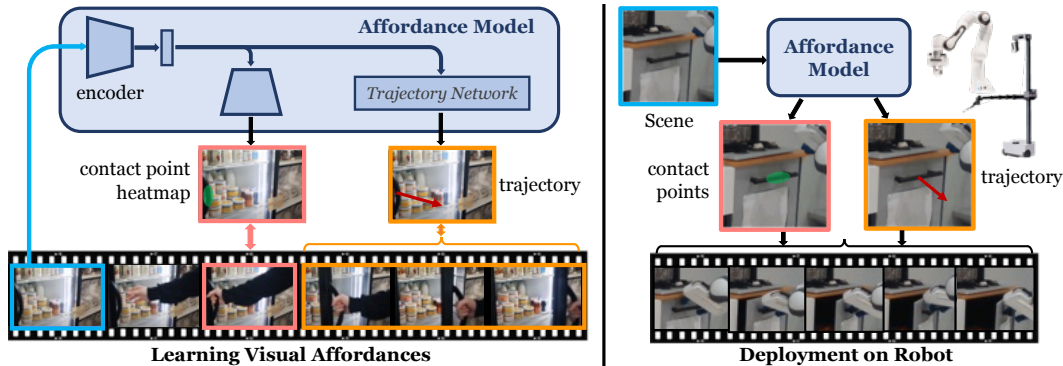 Affordance Model
encoder
Trajectory Network
contact point
heatmap
trajectory
Learning Visual Affordances
Affordance
Model
Scene
contact
points
trajectory
Deployment on Robot